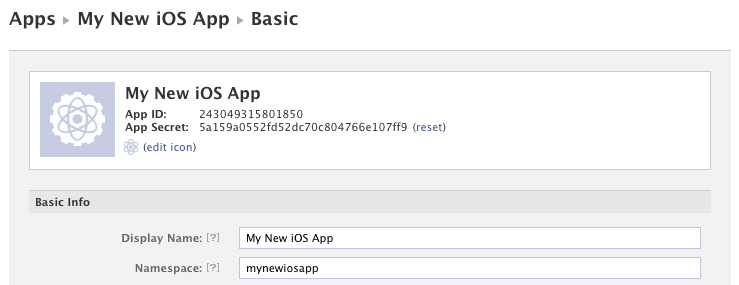 Apps ▸ My New iOS App ▸ Basic
My New iOS App
App ID: 243049315801850
App Secret: 5a159a0552fd52dc70c804766e107ff9 (reset)
(edit icon)
Basic Info
Display Name: [?] My New iOS App
Namespace: [?] mynewiosapp